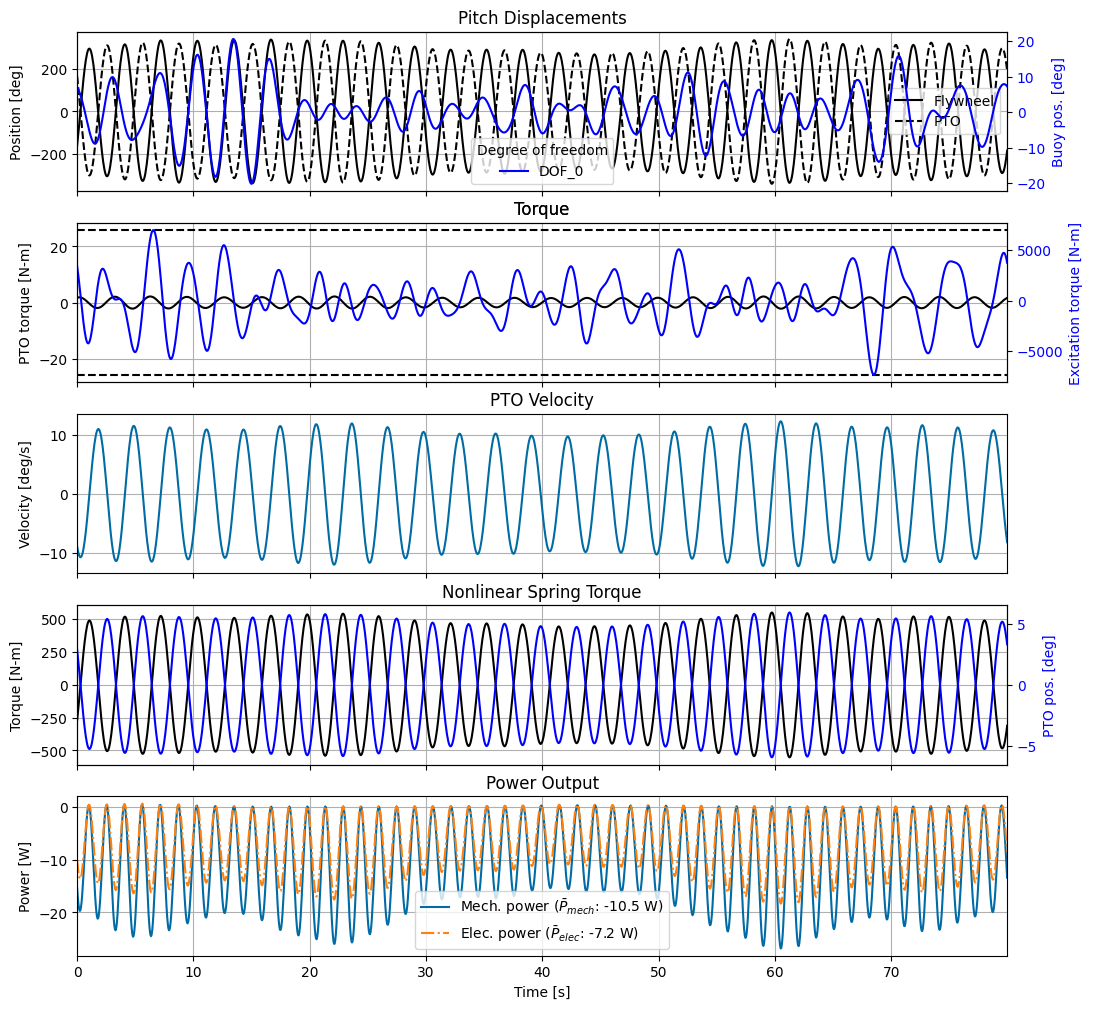 Pitch Displacements
Position [deg]
200
0
−200
20
10
0
−10
−20
Buoy pos. [deg]
Flywheel
PTO
Degree of freedom
DOF_0
Torque
PTO torque [N-m]
20
0
−20
5000
0
−5000
Excitation torque [N-m]
PTO Velocity
Velocity [deg/s]
10
0
−10
Nonlinear Spring Torque
Torque [N-m]
500
250
0
−250
−500
5
0
−5
PTO pos. [deg]
Power Output
Power [W]
0
−10
−20
Mech. power (P̄mech: -10.5 W)
Elec. power (P̄elec: -7.2 W)
0 10 20 30 40 50 60 70
Time [s]